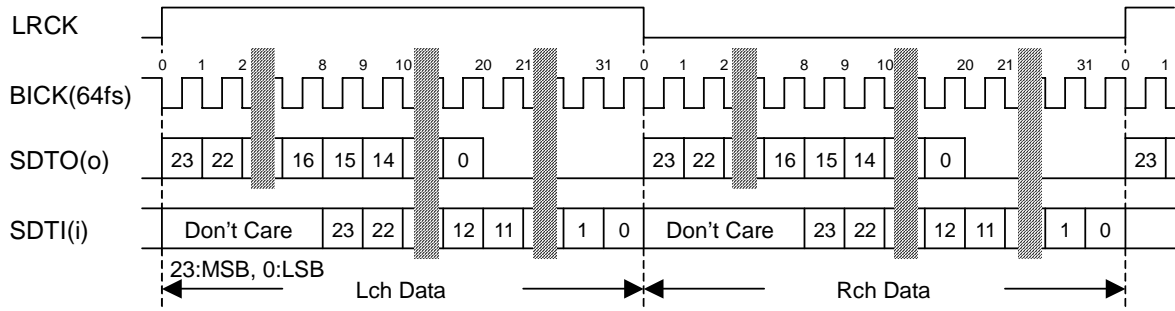 LRCK
0 1 2 8 9 10 20 21 31 0 1 2 8 9 10 20 21 31 0 1
BICK(64fs)
SDTO(o) 23 22 16 15 14 0 23 22 16 15 14 0 23
SDTI(i) Don't Care 23 22 12 11 1 0 Don't Care 23 22 12 11 1 0
23:MSB, 0:LSB
Lch Data Rch Data